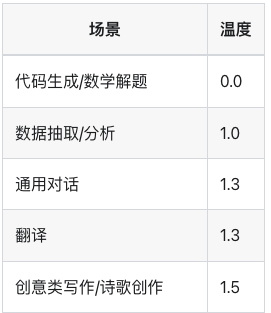 场景 温度
代码生成/数学解题 0.0
数据抽取/分析 1.0
通用对话 1.3
翻译 1.3
创意类写作/诗歌创作 1.5